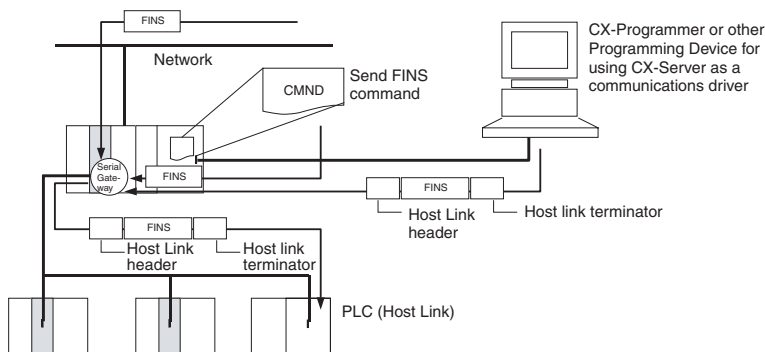 FINS
CX-Programmer or other
Programming Device for
using CX-Server as a
communications driver
Network
Send FINS
command
CMND
Serial
Gate-
way
FINS
FINS
Host Link
header
Host link terminator
FINS
Host Link
header
Host link
terminator
PLC (Host Link)